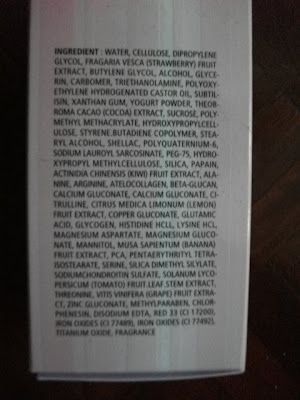 INGREDIENT : WATER, CELLULOSE, DIPROPYLENE
GLYCOL, FRAGARIA VESCA (STRAWBERRY) FRUIT
EXTRACT, BUTYLENE GLYCOL, ALCOHOL, GLYCE-
RIN, CARBOMER, TRIETHANOLAMINE, POLYOXY-
ETHYLENE HYDROGENATED CASTOR OIL, SUBTIL-
ISIN, XANTHAN GUM, YOGURT POWDER, THEOB-
ROMA CACAO (COCOA) EXTRACT, SUCROSE, POLY-
METHYL METHACRYLATE, HYDROXYPROPYLCELL-
ULOSE, STYRENE.BUTADIENE COPOLYMER, STEA-
RYL ALCOHOL, SHELLAC, POLYQUATERNIUM-6,
SODIUM LAUROYL SARCOSINATE, PEG-75, HYDRO-
XYPROPYL METHYLCELLULOSE, SILICA, PAPAIN,
ACTINIDIA CHINENSIS (KIWI) FRUIT EXTRACT, ALA-
NINE, ARGININE, ATELOCOLLAGEN, BETA-GLUCAN,
CALCIUM GLUCONATE, CALCIUM GLUCONATE, CI-
TRULLINE, CITRUS MEDICA LIMONUM (LEMON)
FRUIT EXTRACT, COPPER GLUCONATE, GLUTAMIC
ACID, GLYCOGEN, HISTIDINE HCLL, LYSINE HCL,
MAGNESIUM ASPARTATE, MAGNESIUM GLUCO-
NATE, MANNITOL, MUSA SAPIENTUM (BANANA)
FRUIT EXTRACT, PCA, PENTAERYTHRITYL TETRA-
ISOSTEARATE, SERINE, SILICA DIMETHYL SILYLATE,
SODIUMCHONDROITIN SULFATE, SOLANUM LYCO-
PERSICUM (TOMATO) FRUIT.LEAF.STEM EXTRACT,
THREONINE, VITIS VINIFERA (GRAPE) FRUIT EXTRA-
CT, ZINC GLUCONATE, METHYLPARABEN, CHLOR-
PHENESIN, DISODIUM EDTA, RED 33 (CI 17200),
IRON OXIDES (CI 77489), IRON OXIDES (CI 77492),
TITANIUM OXIDE, FRAGRANCE